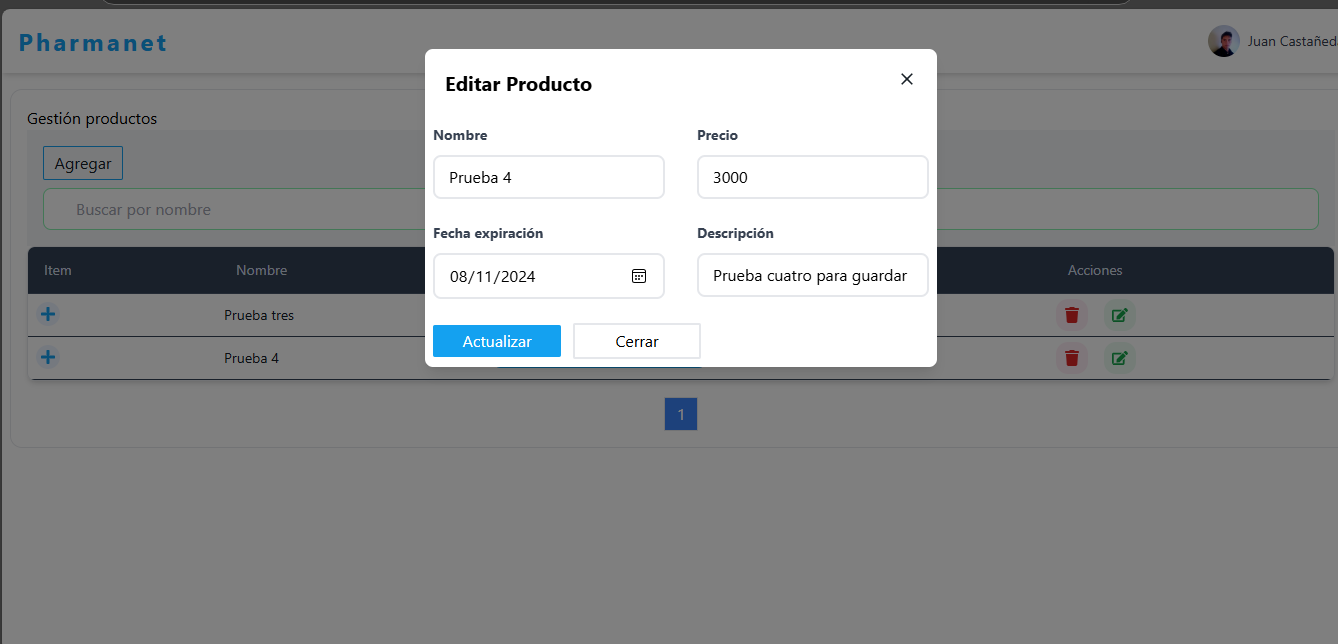 Pharmanet
Juan Castañed
Editar Producto
Gestión productos
Nombre Precio
Agregar
Prueba 4 3000
Buscar por nombre
Fecha expiración Descripción
Item Nombre Acciones
08/11/2024 Prueba cuatro para guardar
Prueba tres
Actualizar Cerrar
Prueba 4
1